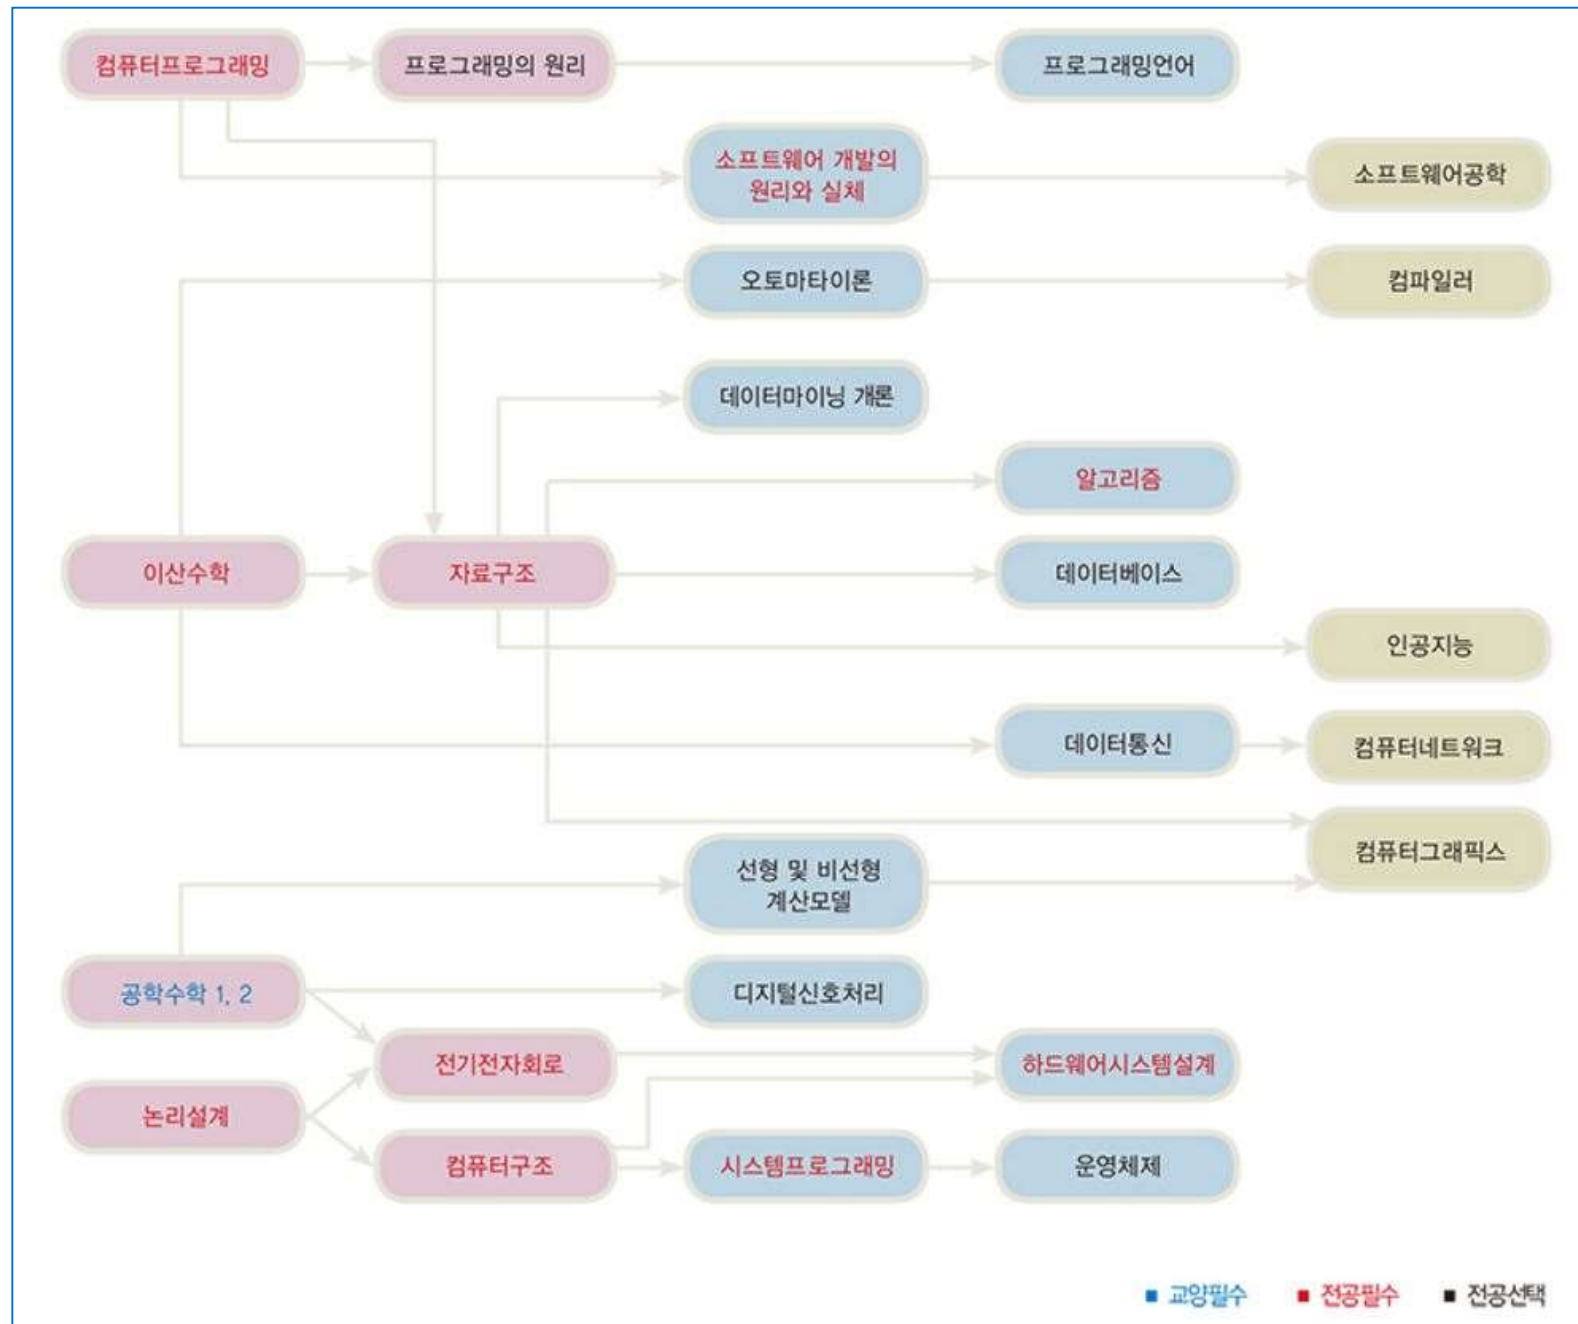 컴퓨터프로그래밍
프로그래밍의 원리
프로그래밍언어
소프트웨어 개발의
원리와 실체
소프트웨어공학
오토마타이론
컴파일러
데이터마이닝 개론
알고리즘
이산수학
자료구조
데이터베이스
인공지능
데이터통신
컴퓨터네트워크
컴퓨터그래픽스
선형 및 비선형
계산모델
공학수학 1, 2
디지털신호처리
전기전자회로
하드웨어시스템설계
논리설계
컴퓨터구조
시스템프로그래밍
운영체제
교양필수
전공필수
전공선택